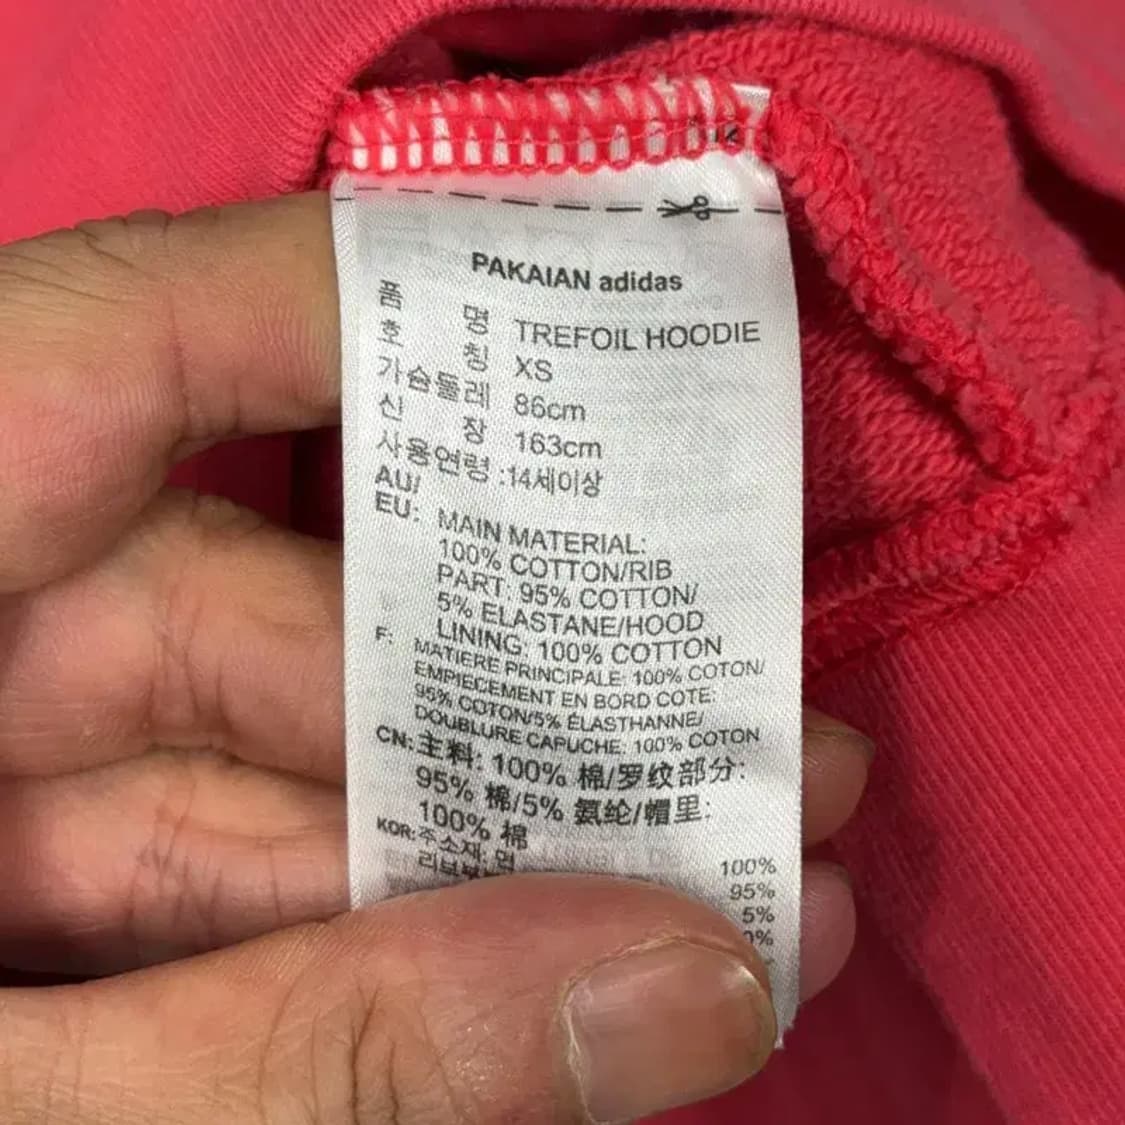 PAKAIAN adidas
품 명 TREFOIL HOODIE
호 칭 XS
가슴둘레 86cm
신 장 163cm
사용연령 :14세이상
AU/
EU: MAIN MATERIAL:
100% COTTON/RIB
PART: 95% COTTON/
5% ELASTANE/HOOD
LINING: 100% COTTON
F: MATIERE PRINCIPALE: 100% COTON/
EMPIECEMENT EN BORD COTE:
95% COTON/5% ÉLASTHANNE/
DOUBLURE CAPUCHE: 100% COTON
CN:主料: 100% 棉/罗纹部分:
95% 棉/5% 氨纶/帽里:
100% 棉
KOR:주소재: 면 100%
리브부 95%
5%